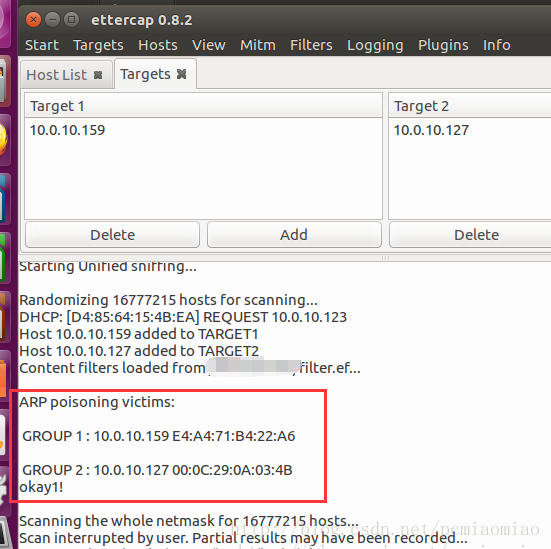 ettercap 0.8.2
Start Targets Hosts View Mitm Filters Logging Plugins Info
Host List Targets
Target 1 Target 2
10.0.10.159 10.0.10.127
Delete Add Delete
Starting Unified sniffing...
Randomizing 16777215 hosts for scanning...
DHCP: [D4:85:64:15:4B:EA] REQUEST 10.0.10.123
Host 10.0.10.159 added to TARGET1
Host 10.0.10.127 added to TARGET2
Content filters loaded from /filter.ef...
ARP poisoning victims:
GROUP 1 : 10.0.10.159 E4:A4:71:B4:22:A6
GROUP 2 : 10.0.10.127 00:0C:29:0A:03:4B
okay1!
http://blog.csdn.net/pcmiaomiao
Scanning the whole netmask for 16777215 hosts...
Scan interrupted by user. Partial results may have been recorded...